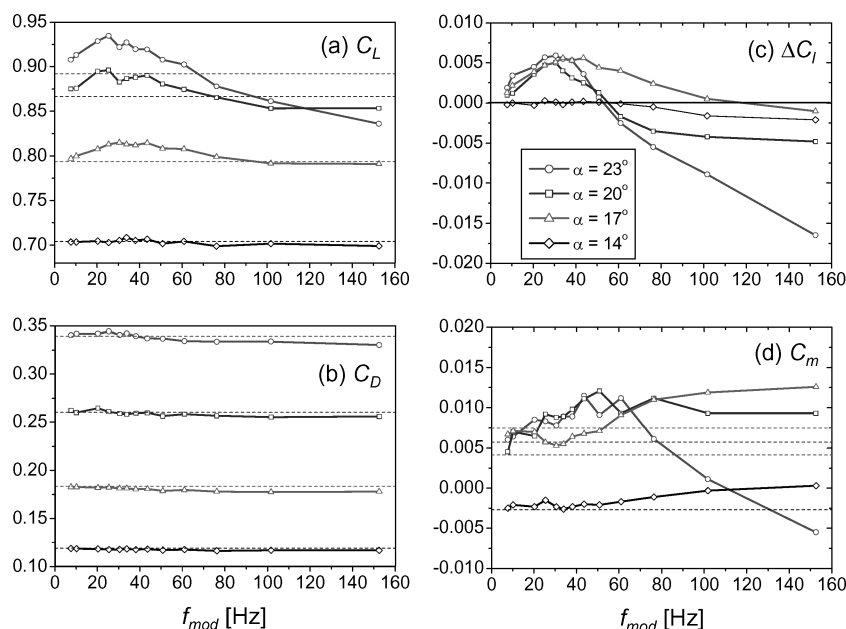 (a) C_L
0.95
0.90
0.85
0.80
0.75
0.70
0 20 40 60 80 100 120 140 160
(c) ΔC_l
0.010
0.005
0.000
-0.005
-0.010
-0.015
-0.020
α = 23°
α = 20°
α = 17°
α = 14°
0 20 40 60 80 100 120 140 160
(b) C_D
0.35
0.30
0.25
0.20
0.15
0.10
0 20 40 60 80 100 120 140 160
f_mod [Hz]
(d) C_m
0.020
0.015
0.010
0.005
0.000
-0.005
-0.010
0 20 40 60 80 100 120 140 160
f_mod [Hz]